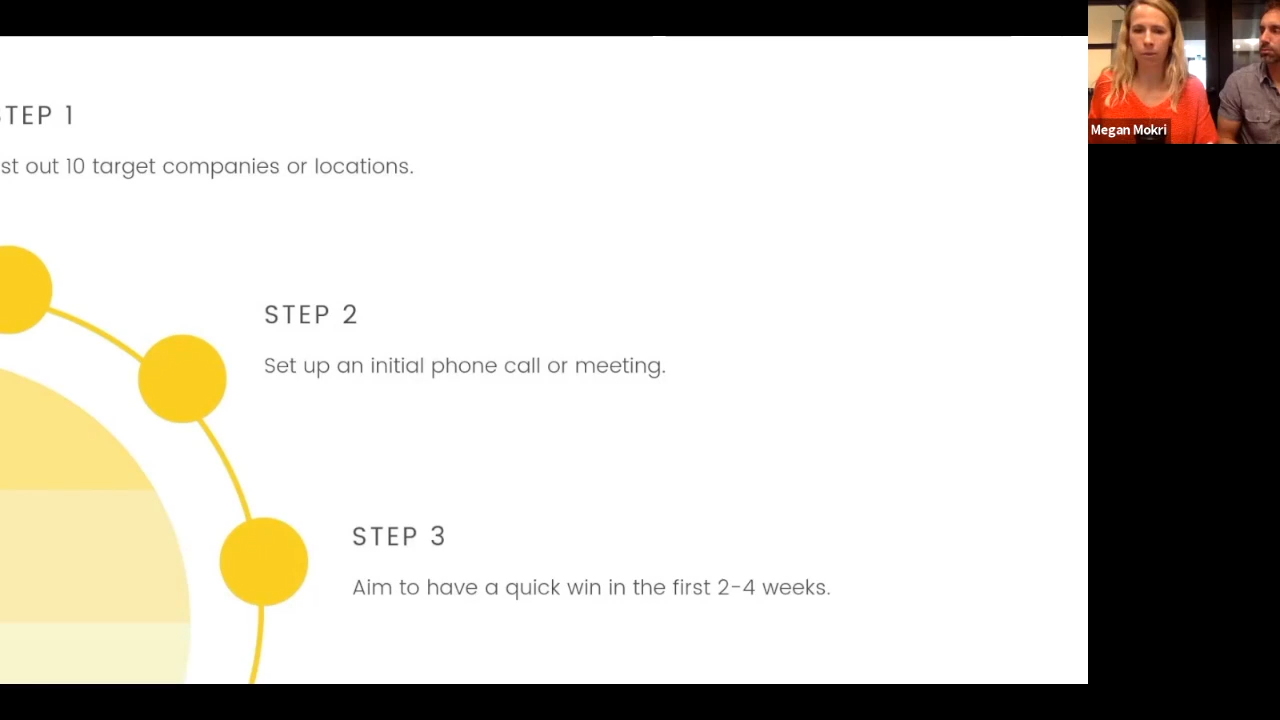 STEP 1
st out 10 target companies or locations.
STEP 2
Set up an initial phone call or meeting.
STEP 3
Aim to have a quick win in the first 2-4 weeks.
Megan Mokri